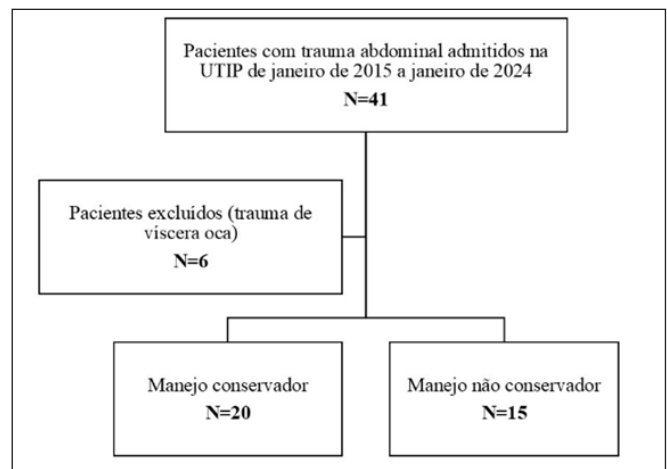 Pacientes com trauma abdominal admitidos na
UTIP de janeiro de 2015 a janeiro de 2024
N=41
Pacientes excluídos (trauma de
víscera oca)
N=6
Manejo conservador
N=20
Manejo não conservador
N=15